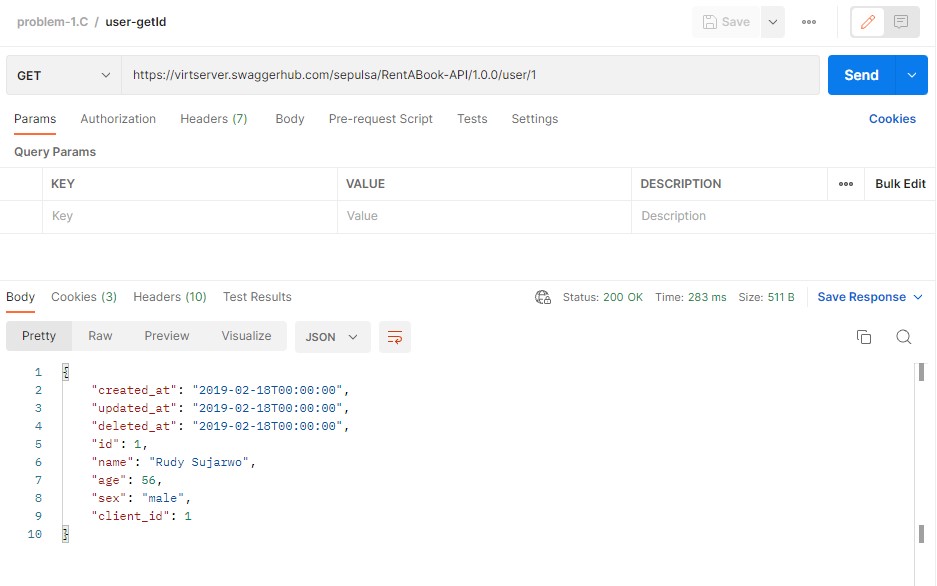 problem-1.C / user-getId
Save
GET
https://virtserver.swaggerhub.com/sepulsa/RentABook-API/1.0.0/user/1
Send
Params Authorization Headers (7) Body Pre-request Script Tests Settings Cookies
Query Params
KEY VALUE DESCRIPTION Bulk Edit
Key Value Description
Body Cookies (3) Headers (10) Test Results Status: 200 OK Time: 283 ms Size: 511 B Save Response
Pretty Raw Preview Visualize JSON
1 {
2 "created_at": "2019-02-18T00:00:00",
3 "updated_at": "2019-02-18T00:00:00",
4 "deleted_at": "2019-02-18T00:00:00",
5 "id": 1,
6 "name": "Rudy Sujarwo",
7 "age": 56,
8 "sex": "male",
9 "client_id": 1
10 }